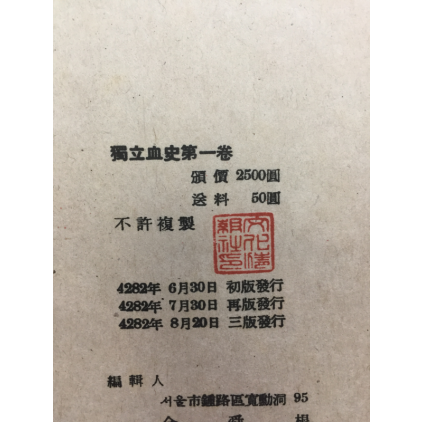 獨立血史第一卷
頒價 2500圓
送料 50圓
不許複製
4282年 6月30日 初版發行
4282年 7月30日 再版發行
4282年 8月20日 三版發行
編輯人
서울市鍾路區寬勳洞 95